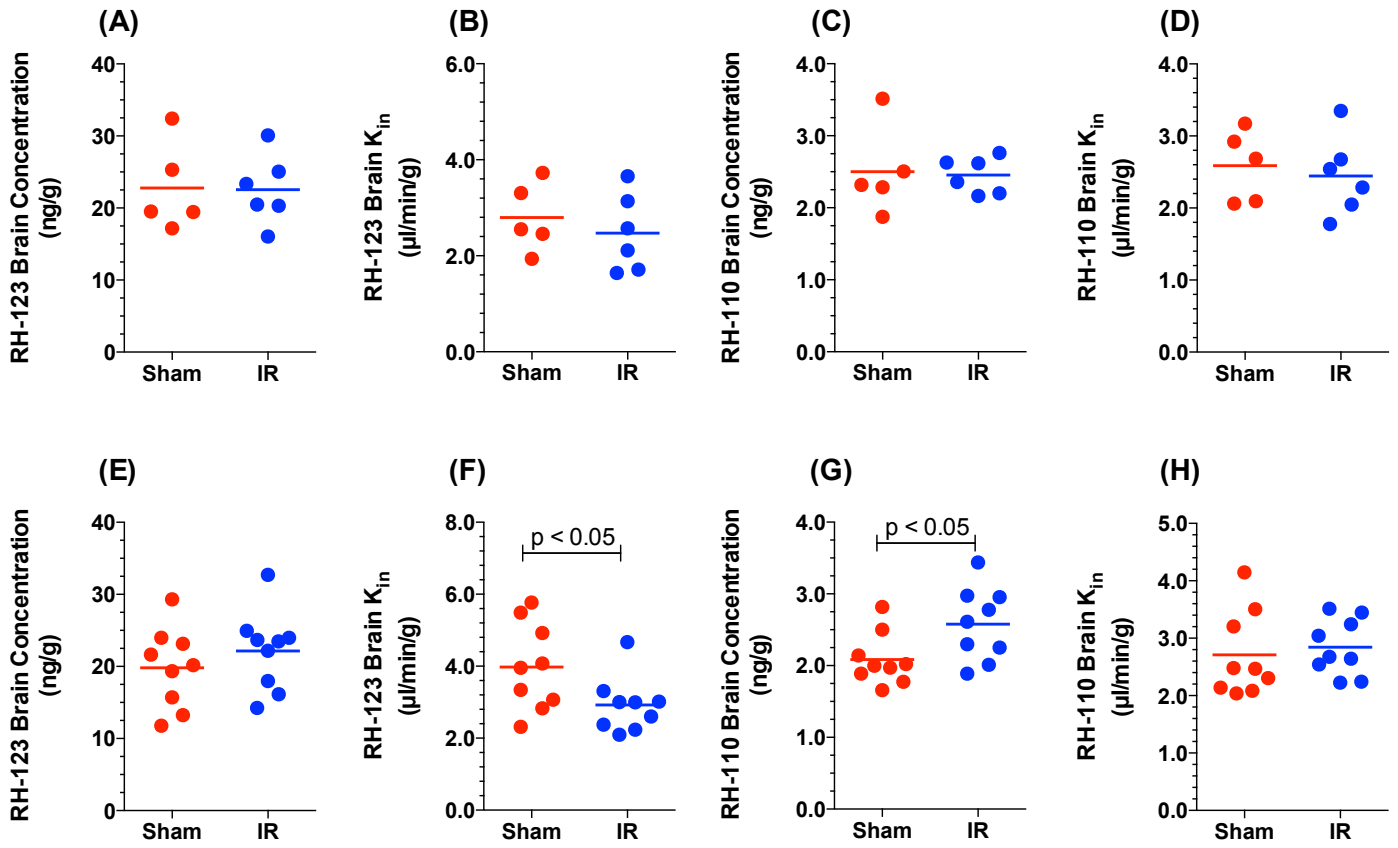 (A)
RH-123 Brain Concentration
(ng/g)
40
30
20
10
0
Sham IR
(B)
RH-123 Brain Kin
(µl/min/g)
6.0
4.0
2.0
0.0
Sham IR
(C)
RH-110 Brain Concentration
(ng/g)
4.0
3.0
2.0
1.0
0.0
Sham IR
(D)
RH-110 Brain Kin
(µl/min/g)
4.0
3.0
2.0
1.0
0.0
Sham IR
(E)
RH-123 Brain Concentration
(ng/g)
40
30
20
10
0
Sham IR
(F)
RH-123 Brain Kin
(µl/min/g)
8.0
6.0
4.0
2.0
0.0
p < 0.05
Sham IR
(G)
RH-110 Brain Concentration
(ng/g)
4.0
3.0
2.0
1.0
0.0
p < 0.05
Sham IR
(H)
RH-110 Brain Kin
(µl/min/g)
5.0
4.0
3.0
2.0
1.0
0.0
Sham IR